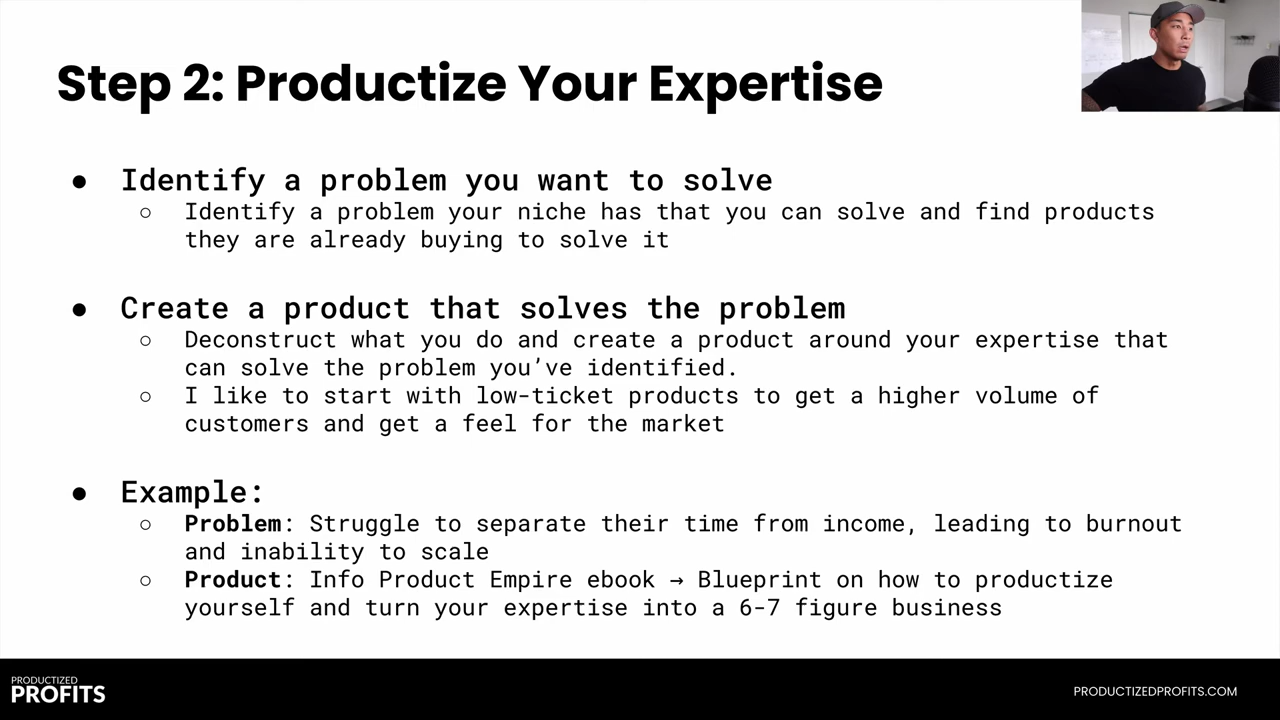 Step 2: Productize Your Expertise
● Identify a problem you want to solve
○ Identify a problem your niche has that you can solve and find products
they are already buying to solve it
● Create a product that solves the problem
○ Deconstruct what you do and create a product around your expertise that
can solve the problem you’ve identified.
○ I like to start with low-ticket products to get a higher volume of
customers and get a feel for the market
● Example:
○ Problem: Struggle to separate their time from income, leading to burnout
and inability to scale
○ Product: Info Product Empire ebook → Blueprint on how to productize
yourself and turn your expertise into a 6-7 figure business
PRODUCTIZED
PROFITS
PRODUCTIZEDPROFITS.COM